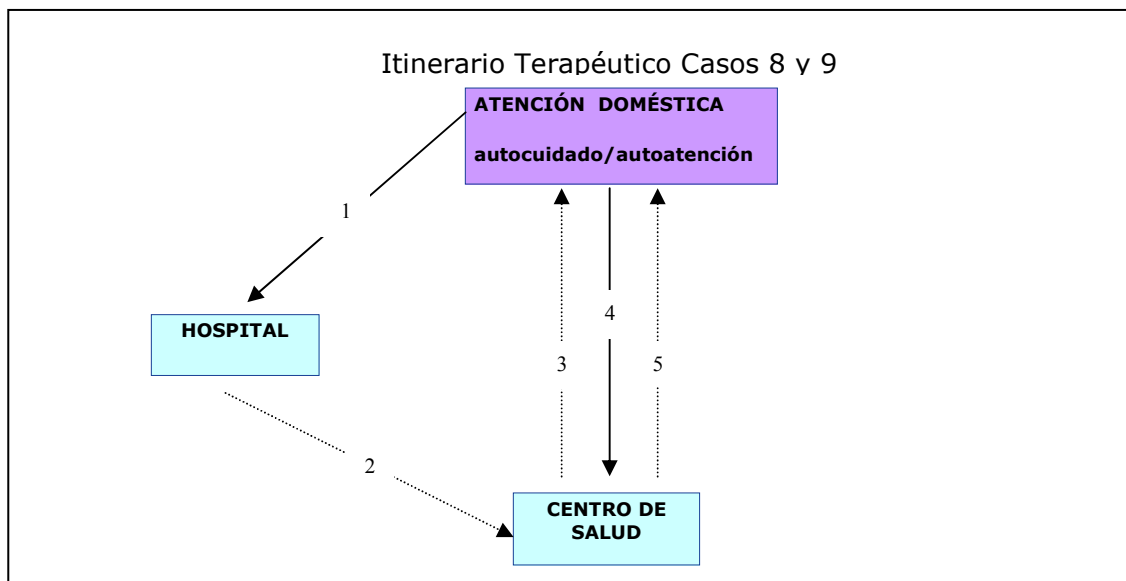 Itinerario Terapéutico Casos 8 y 9
ATENCIÓN DOMÉSTICA
autocuidado/autoatención
1
HOSPITAL
4
3
5
2
CENTRO DE
SALUD